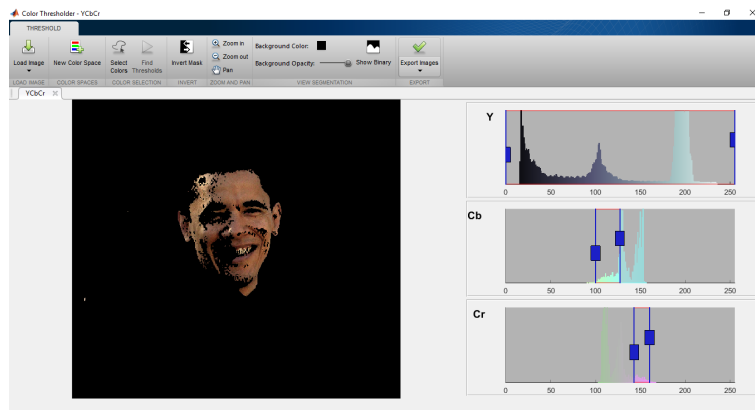 Color Thresholder - YCbCr
THRESHOLD
Load Image
New Color Space
Select Colors
Find Thresholds
Invert Mask
Zoom in
Zoom out
Pan
Background Color:
Background Opacity:
Show Binary
Export Images
LOAD IMAGE
COLOR SPACES
COLOR SELECTION
INVERT
ZOOM AND PAN
VIEW SEGMENTATION
EXPORT
YCbCr
Y
0 50 100 150 200 250
Cb
0 50 100 150 200 250
Cr
0 50 100 150 200 250